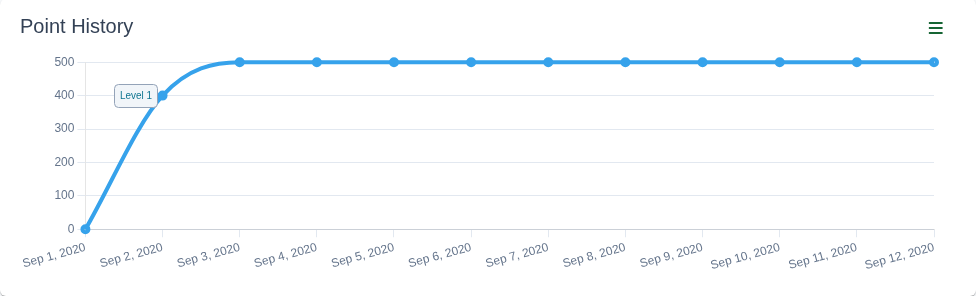 Point History
500
400
300
200
100
0
Level 1
Sep 1, 2020
Sep 2, 2020
Sep 3, 2020
Sep 4, 2020
Sep 5, 2020
Sep 6, 2020
Sep 7, 2020
Sep 8, 2020
Sep 9, 2020
Sep 10, 2020
Sep 11, 2020
Sep 12, 2020